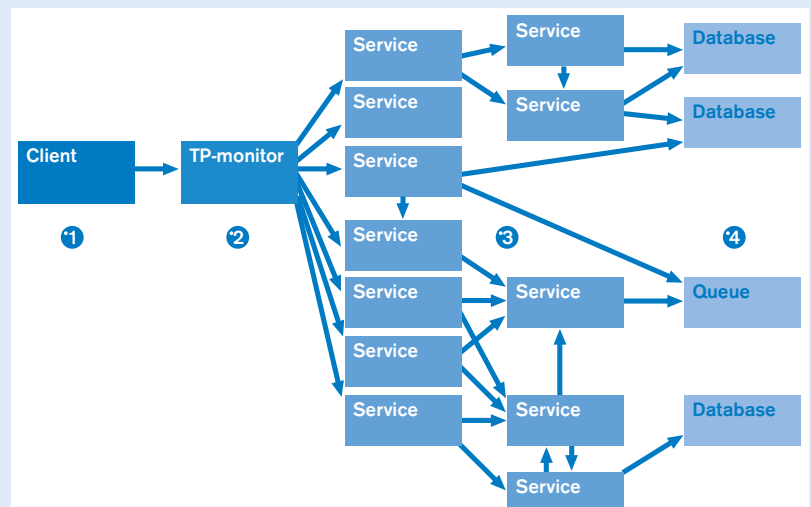 Service
Service
Database
Service
Service
Database
Client
TP-monitor
Service
1
2
Service
3
4
Service
Service
Queue
Service
Service
Service
Database
Service